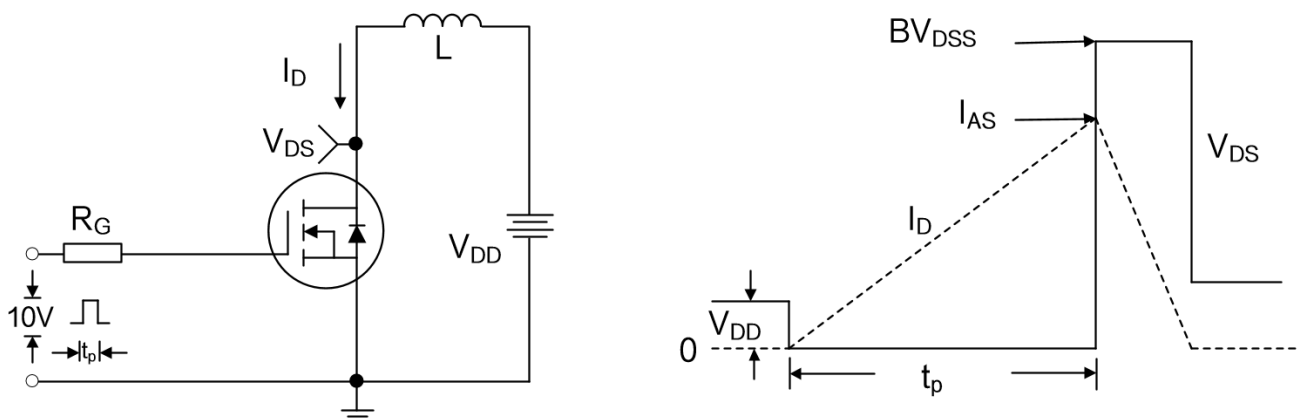 L
I_D
V_DS
R_G
V_DD
10V
t_p
BV_DSS
I_AS
V_DS
I_D
V_DD
0
t_p